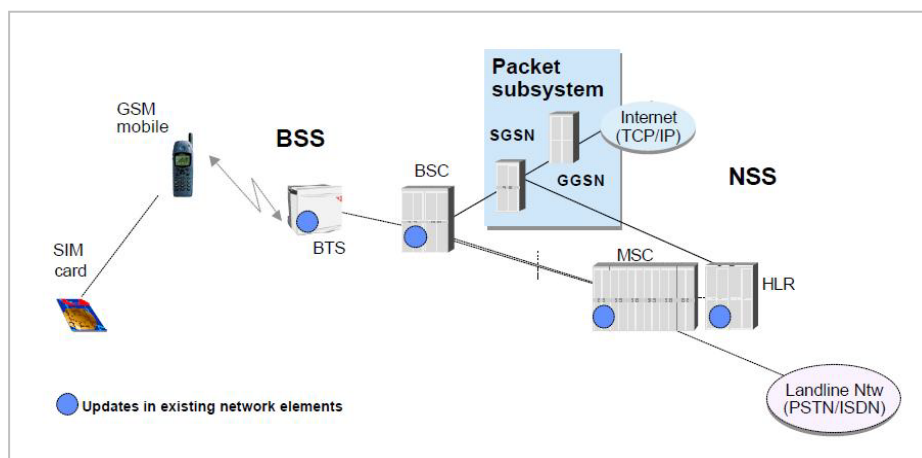 Packet
subsystem
GSM
mobile
BSS
SGSN
Internet
(TCP/IP)
BSC
GGSN
NSS
BTS
SIM
card
MSC
HLR
Updates in existing network elements
Landline Ntw
(PSTN/ISDN)